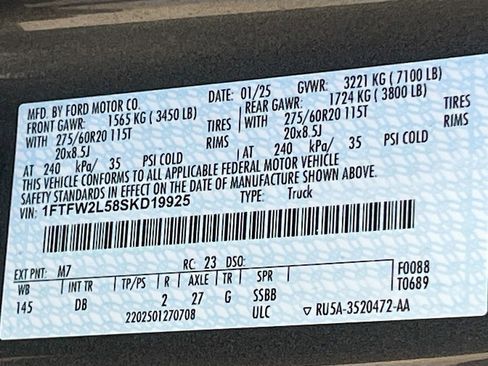 MFD. BY FORD MOTOR CO. DATE: 01/25 GVWR: 3221 KG ( 7100 LB)
FRONT GAWR: 1565 KG ( 3450 LB) REAR GAWR: 1724 KG ( 3800 LB)
WITH 275/60R20 115T TIRES WITH 275/60R20 115T TIRES
20x8.5J RIMS 20x8.5J RIMS
AT 240 kPa/ 35 PSI COLD AT 240 kPa/ 35 PSI COLD
THIS VEHICLE CONFORMS TO ALL APPLICABLE FEDERAL MOTOR VEHICLE
SAFETY STANDARDS IN EFFECT ON THE DATE OF MANUFACTURE SHOWN ABOVE.
VIN: 1FTFW2L58SKD19925 TYPE: Truck
EXT PNT: M7 RC: 23 DSO: F0088
WB INT TR TP/PS R AXLE TR SPR T0689
145 DB 2 27 G SSBB
2202501270708 ULC ▽ RU5A-3520472-AA